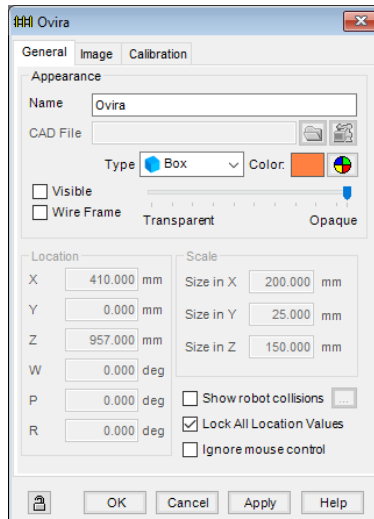 Ovira
General Image Calibration
Appearance
Name Ovira
CAD File
Type Box Color:
Visible
Wire Frame
Transparent Opaque
Location
X 410.000 mm
Y 0.000 mm
Z 957.000 mm
W 0.000 deg
P 0.000 deg
R 0.000 deg
Scale
Size in X 200.000 mm
Size in Y 25.000 mm
Size in Z 150.000 mm
Show robot collisions ...
Lock All Location Values
Ignore mouse control
OK Cancel Apply Help